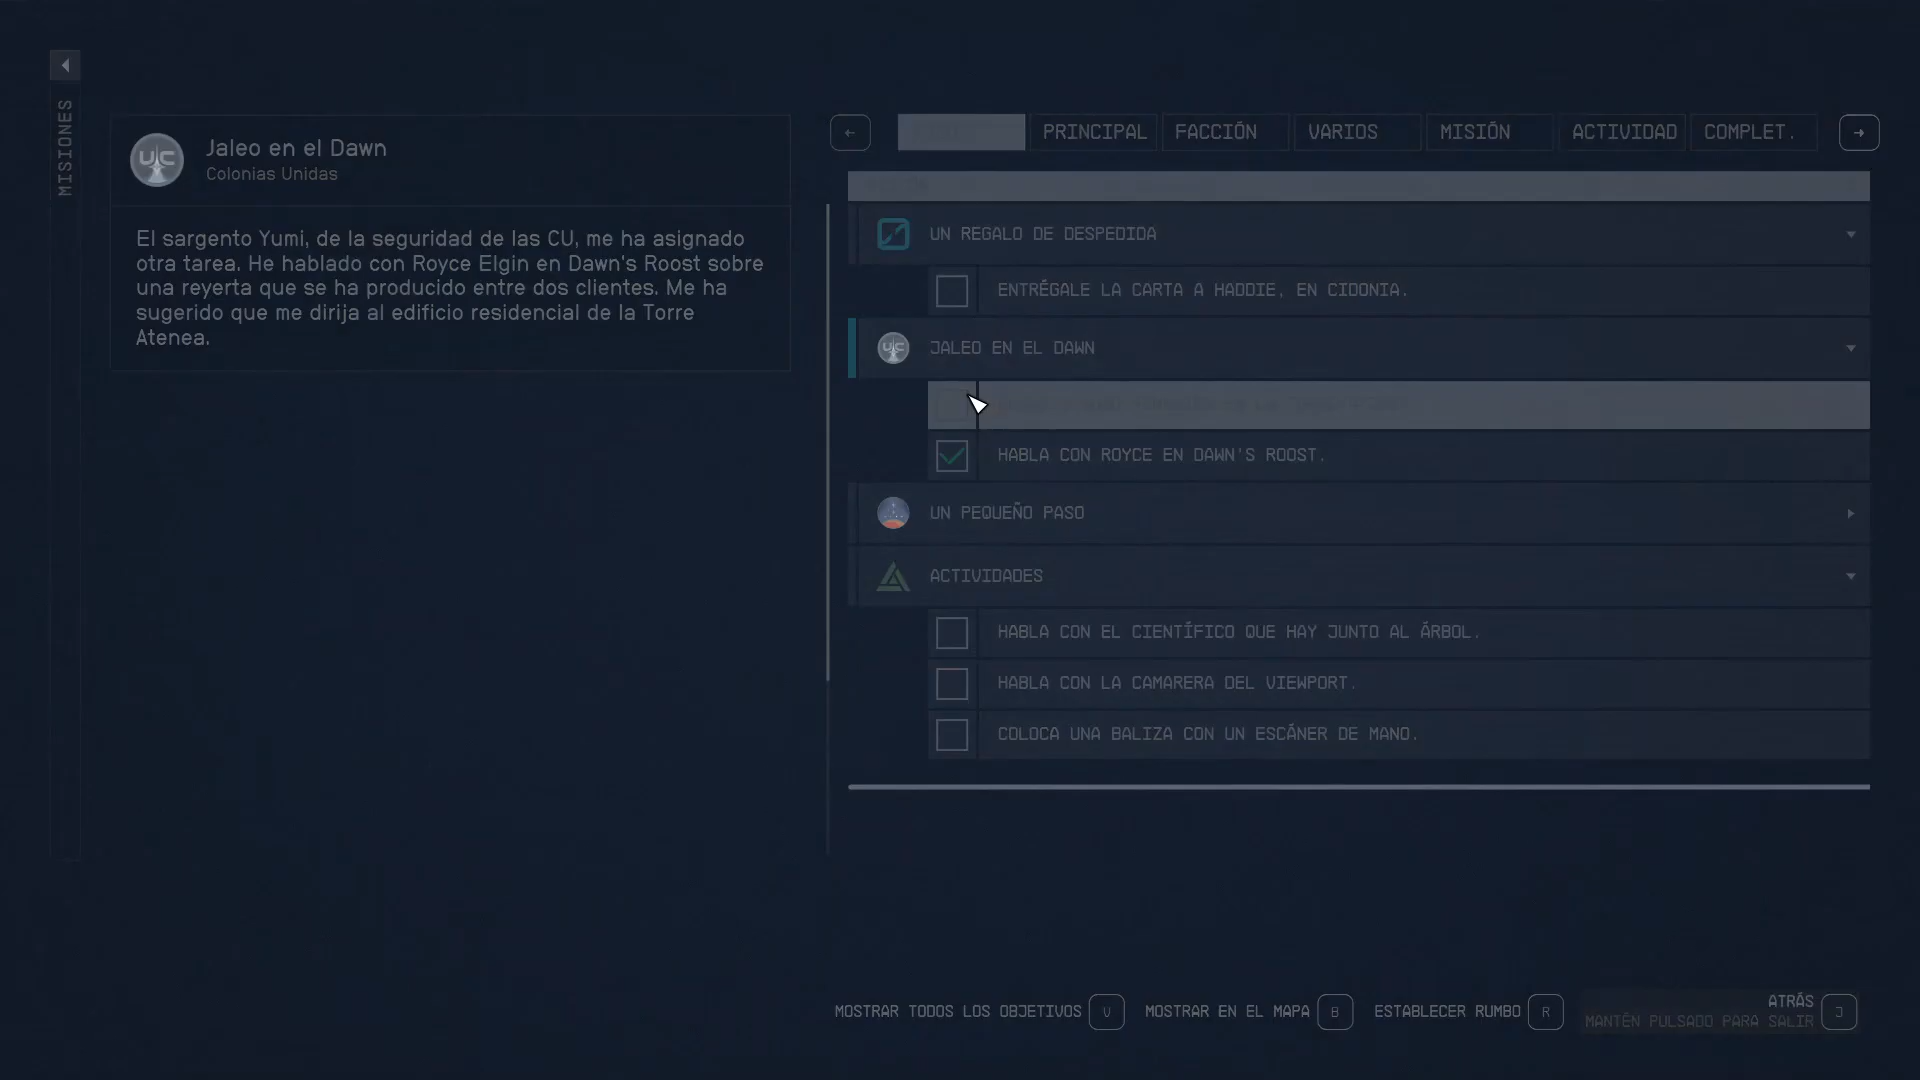 MISIONES
Jaleo en el Dawn
Colonias Unidas
El sargento Yumi, de la seguridad de las CU, me ha asignado
otra tarea. He hablado con Royce Elgin en Dawn's Roost sobre
una reyerta que se ha producido entre dos clientes. Me ha
sugerido que me dirija al edificio residencial de la Torre
Atenea.
PRINCIPAL
FACCIÓN
VARIOS
MISIÓN
ACTIVIDAD
COMPLET.
UN REGALO DE DESPEDIDA
ENTRÉGALE LA CARTA A HADDIE, EN CIDONIA.
UC
JALEO EN EL DAWN
HABLA CON ROYCE EN DAWN'S ROOST.
UN PEQUEÑO PASO
ACTIVIDADES
HABLA CON EL CIENTÍFICO QUE HAY JUNTO AL ÁRBOL.
HABLA CON LA CAMARERA DEL VIEWPORT.
COLOCA UNA BALIZA CON UN ESCÁNER DE MANO.
MOSTRAR TODOS LOS OBJETIVOS V
MOSTRAR EN EL MAPA B
ESTABLECER RUMBO R
ATRÁS
MANTÉN PULSADO PARA SALIR J